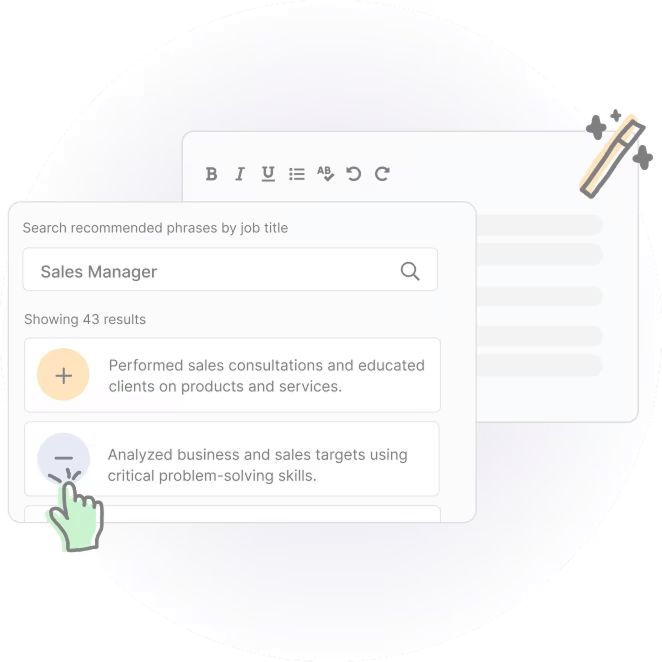 B I U AB
Search recommended phrases by job title
Sales Manager
Showing 43 results
Performed sales consultations and educated
clients on products and services.
Analyzed business and sales targets using
critical problem-solving skills.